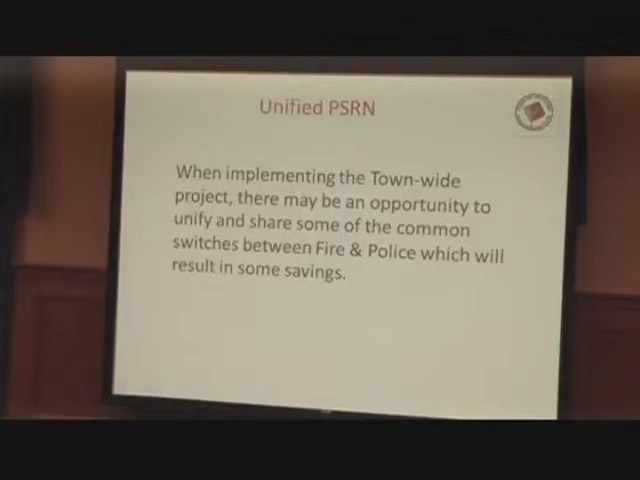 Unified PSRN
When implementing the Town-wide
project, there may be an opportunity to
unify and share some of the common
switches between Fire & Police which will
result in some savings.